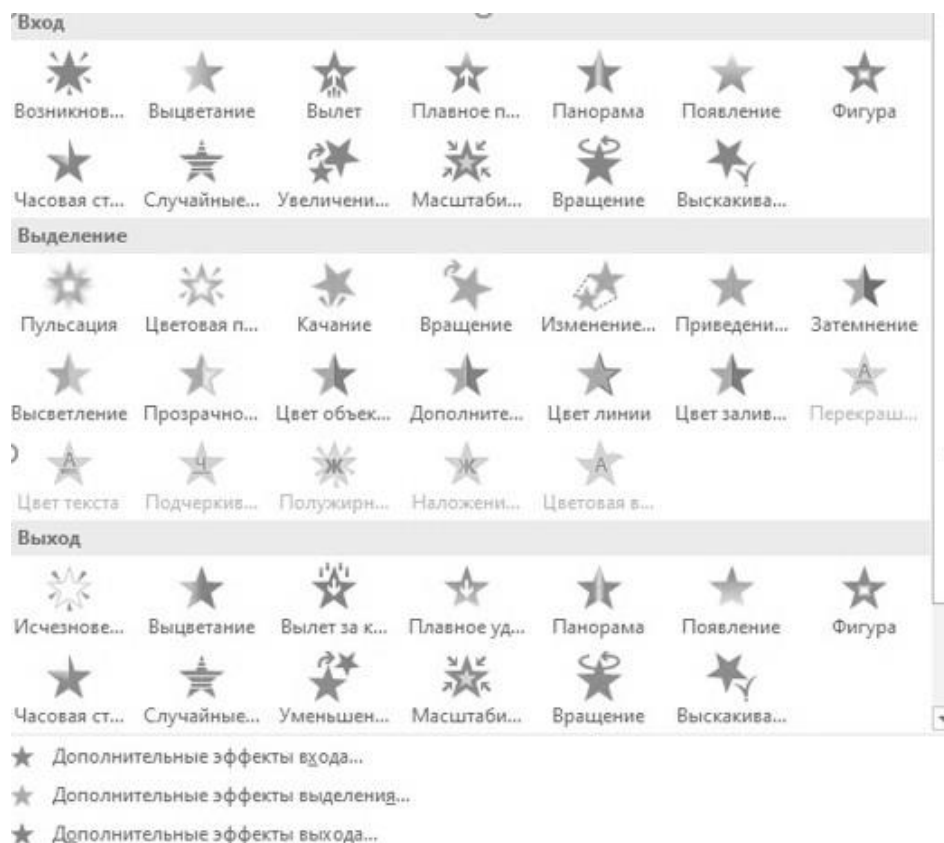 Вход
Возникнов... Выцветание Вылет Плавное п... Панорама Появление Фигура
Часовая ст... Случайные... Увеличени... Масштаби... Вращение Выскакива...
Выделение
Пульсация Цветовая п... Качание Вращение Изменение... Приведени... Затемнение
Высветление Прозрачно... Цвет объек... Дополните... Цвет линии Цвет залив... Перекраш...
Цвет текста Подчеркив... Полужирн... Наложени... Цветовая в...
Выход
Исчезнове... Выцветание Вылет за к... Плавное уд... Панорама Появление Фигура
Часовая ст... Случайные... Уменьшен... Масштаби... Вращение Выскакива...
Дополнительные эффекты входа...
Дополнительные эффекты выделения...
Дополнительные эффекты выхода...